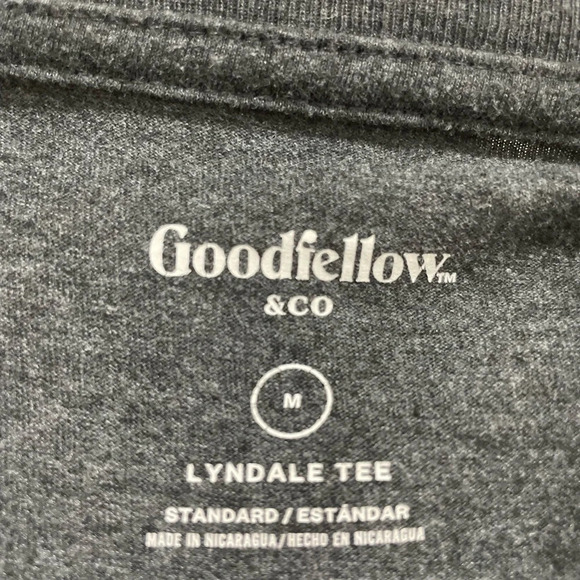 Goodfellow™
&CO
M
LYNDALE TEE
STANDARD/ESTÁNDAR
MADE IN NICARAGUA/HECHO EN NICARAGUA